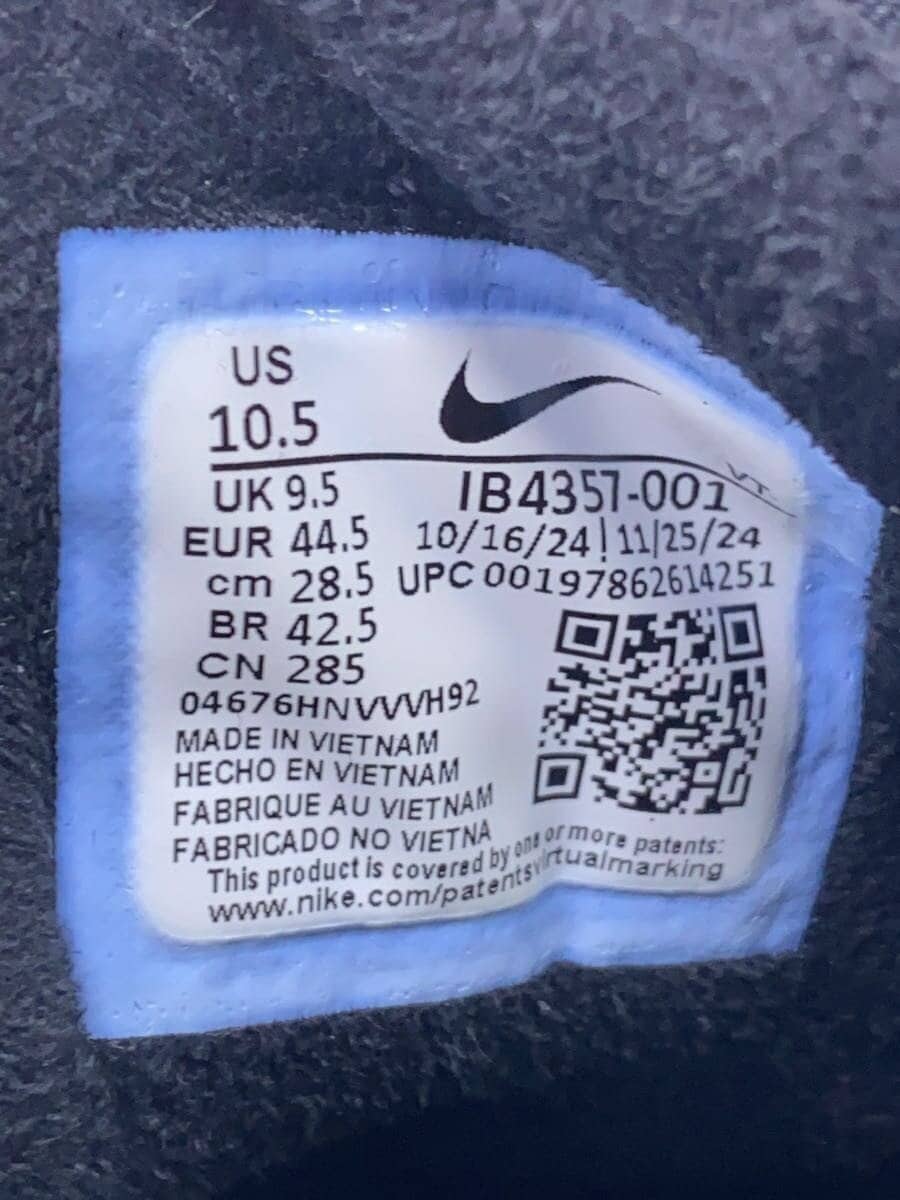 US
10.5
VT.
UK 9.5 IB4357-001
EUR 44.5 10/16/24 | 11/25/24
cm 28.5 UPC 00197862614251
BR 42.5
CN 285
04676HNVVVH92
MADE IN VIETNAM
HECHO EN VIETNAM
FABRIQUE AU VIETNAM
FABRICADO NO VIETNA
This product is covered by one or more patents:
www.nike.com/patentsvirtualmarking